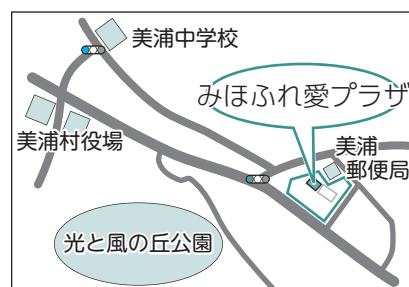 美浦中学校
みほふれ愛プラザ
美浦
郵便局
美浦村役場
光と風の丘公園